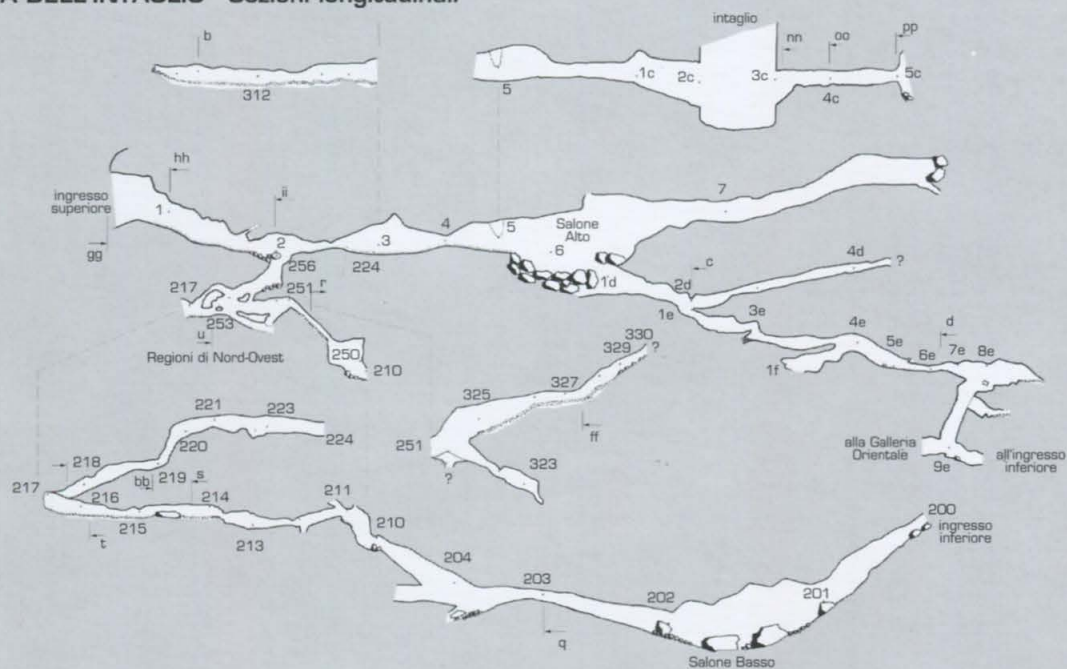 A DELL'INTAGLIO - Sezioni longitudinali
b
312
intaglio
nn
oo
pp
5
1c
2c
3c
4c
5c
hh
ingresso
superiore
1
gg
ii
2
3
4
5
Salone
Alto
6
7
224
256
251
r
217
253
u
Regioni di Nord-Ovest
250
210
1d
2d
c
4d
?
1e
3e
1f
4e
5e
d
6e
7e
8e
alla Galleria
Orientale
9e
all'ingresso
inferiore
330
329
?
327
325
ff
251
?
323
221
223
220
224
218
219
bb
s
217
216
214
215
213
t
211
210
204
203
q
202
201
200
ingresso
inferiore
Salone Basso